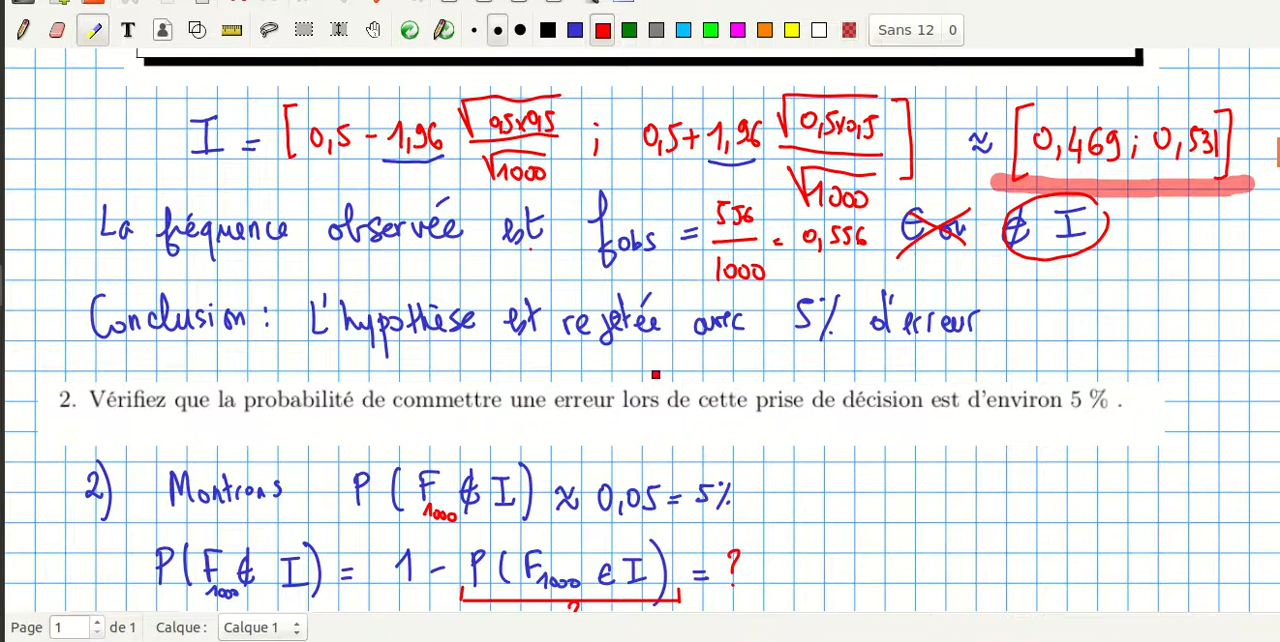 Sans 12 0
I = [ 0,5 - 1,96 √0,5x0,5 / √1000 ; 0,5 + 1,96 √0,5x0,5 / √1000 ] ≈ [ 0,469 ; 0,531 ]
La fréquence observée est fobs = 556 / 1000 = 0,556 ∈ ou ∉ I
Conclusion : L'hypothèse est rejetée avec 5% d'erreur
2. Vérifiez que la probabilité de commettre une erreur lors de cette prise de décision est d'environ 5 % .
2) Montrons P ( F1000 ∉ I ) ≈ 0,05 = 5%
P( F1000 ∉ I ) = 1 - P( F1000 ∈ I ) = ?
?
Page 1 de 1 Calque : Calque 1